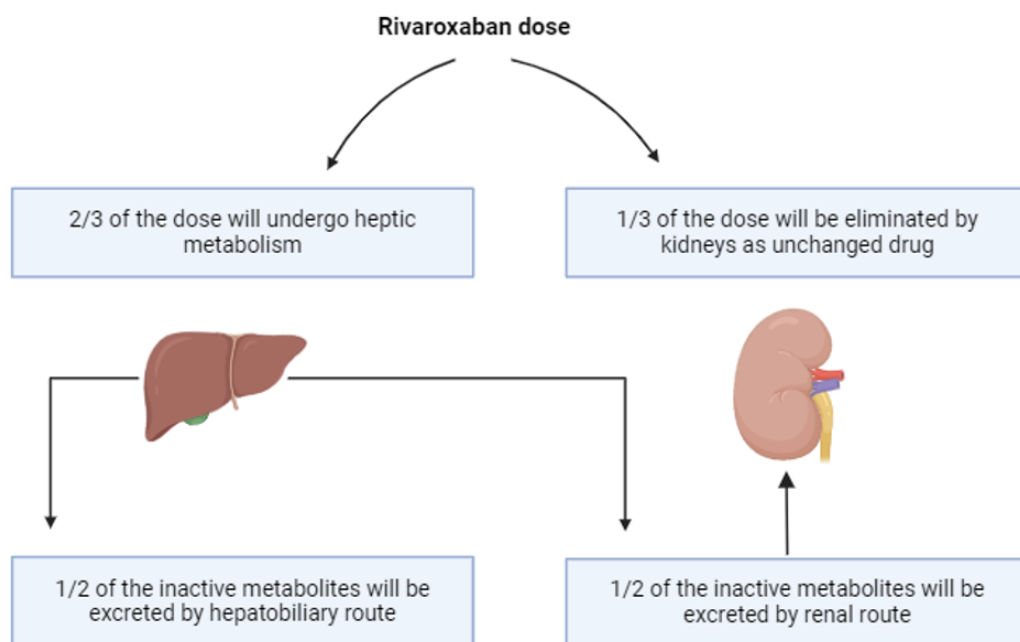 Rivaroxaban dose
2/3 of the dose will undergo heptic
metabolism
1/3 of the dose will be eliminated by
kidneys as unchanged drug
1/2 of the inactive metabolites will be
excreted by hepatobiliary route
1/2 of the inactive metabolites will be
excreted by renal route